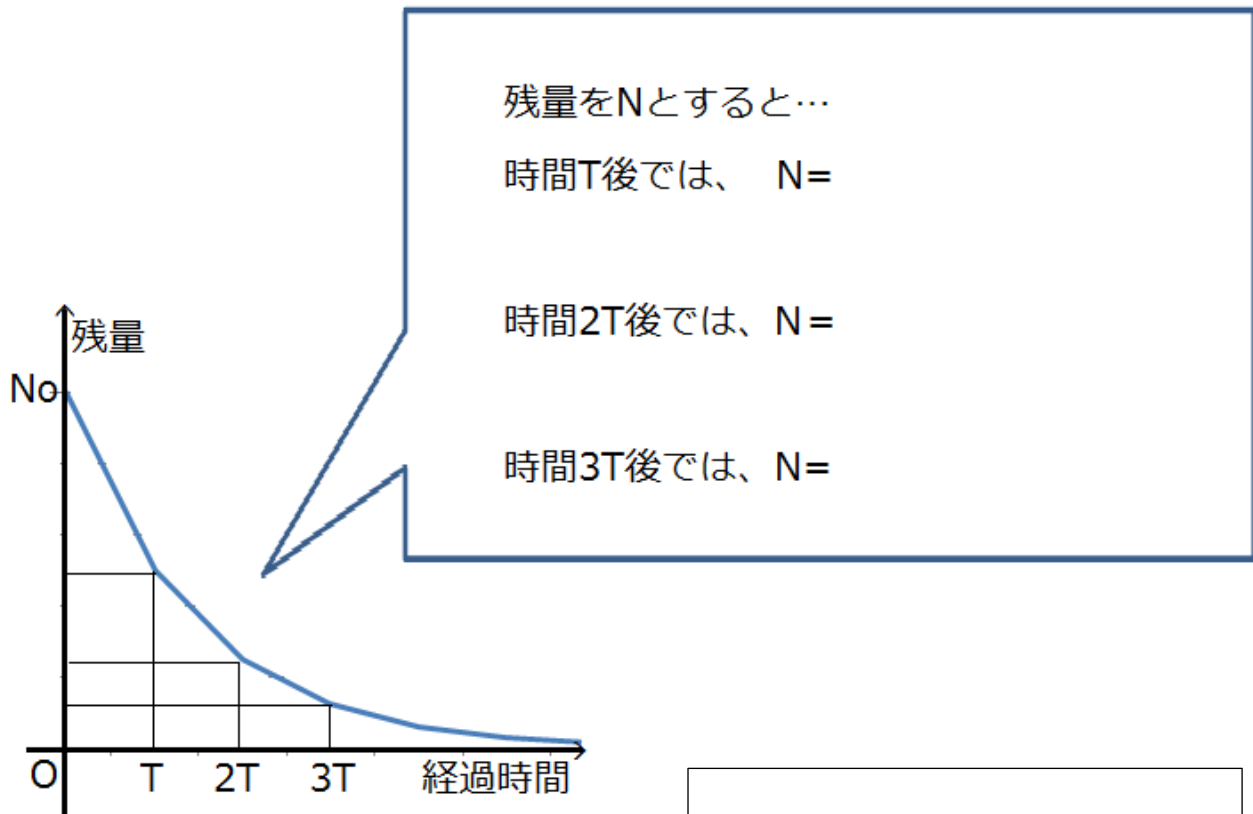 残量をNとすると…
時間T後では、 N=
時間2T後では、N=
時間3T後では、N=
残量
No
O T 2T 3T 経過時間